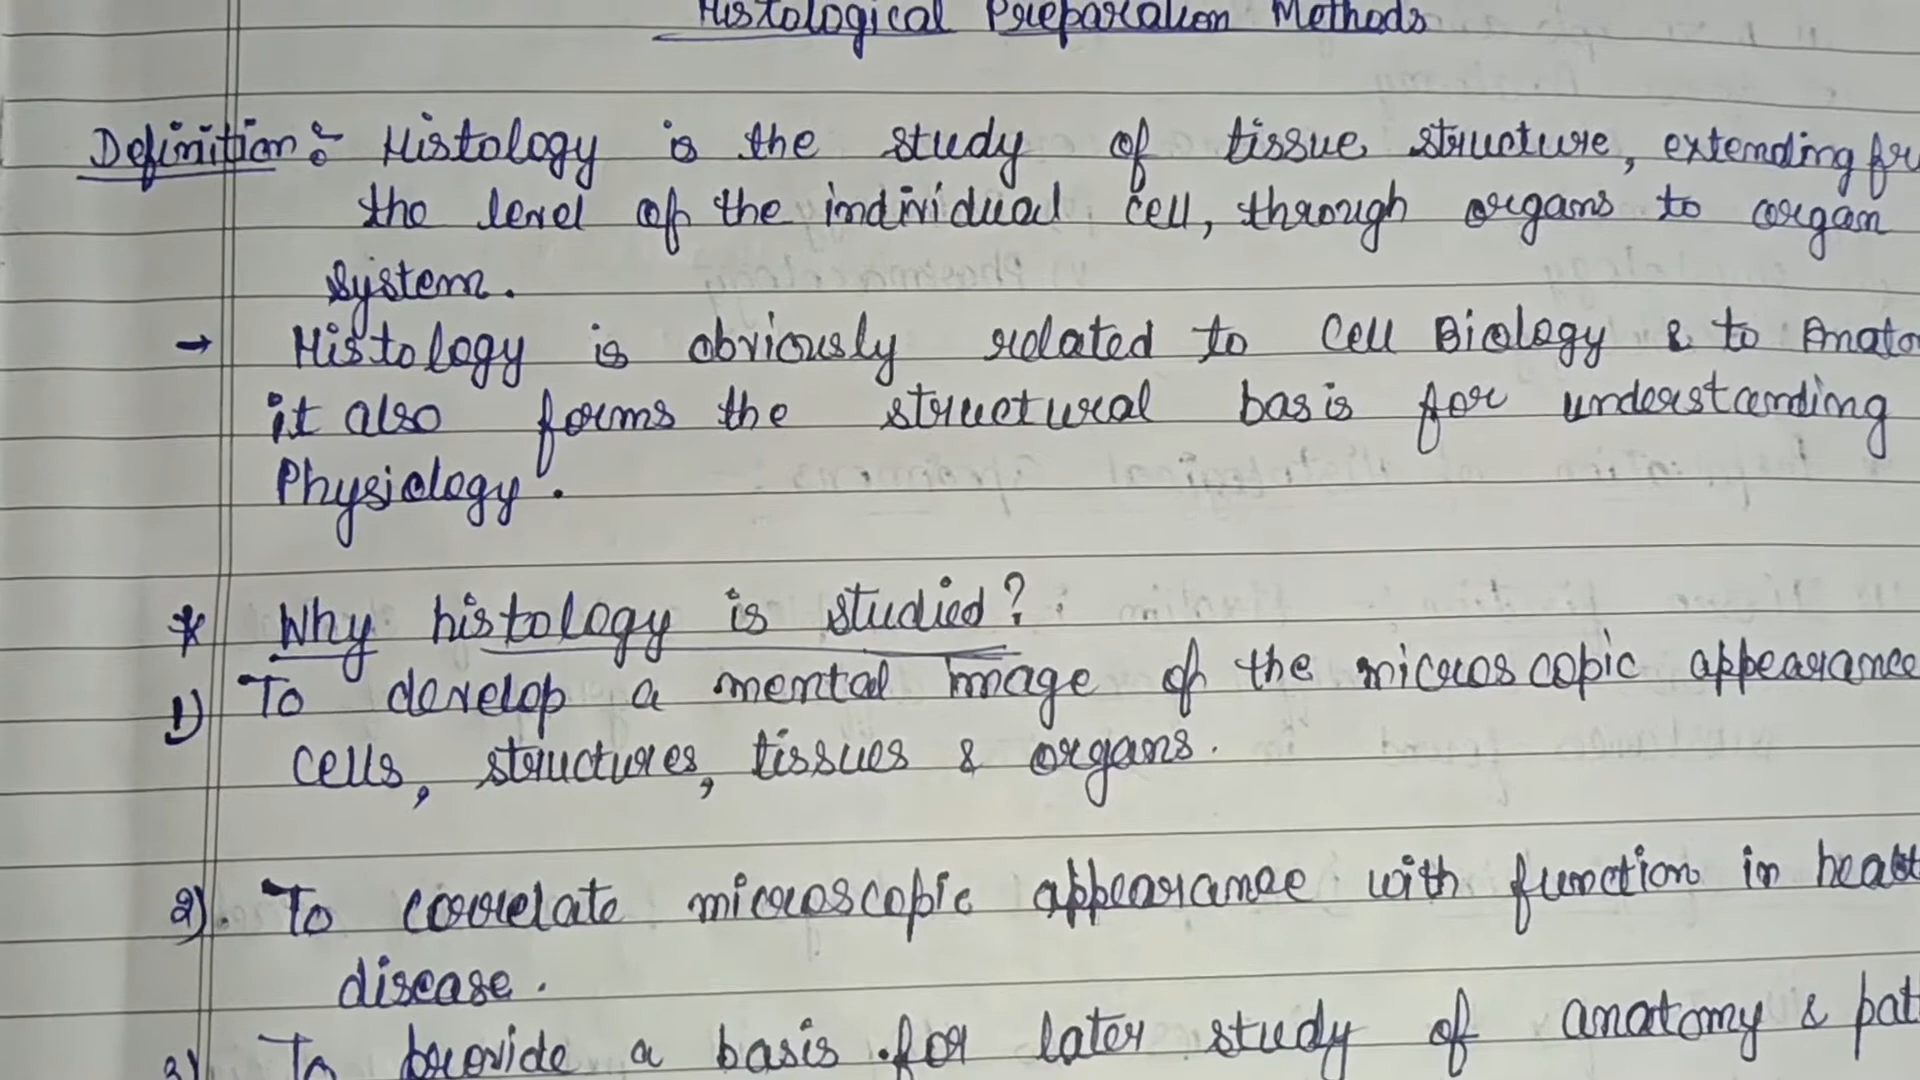 Histological Preparation Methods
Definition :- Histology is the study of tissue structure, extending
the level of the individual cell, through organs to organ
system.
→ Histology is obviously related to Cell Biology & to
it also forms the structural basis for understanding
Physiology.
* Why histology is studied?
1) To develop a mental image of the microscopic appearance
cells, structures, tissues & organs.
2). To correlate microscopic appearance with function in
disease.
3) To provide a basis for later study of anatomy &